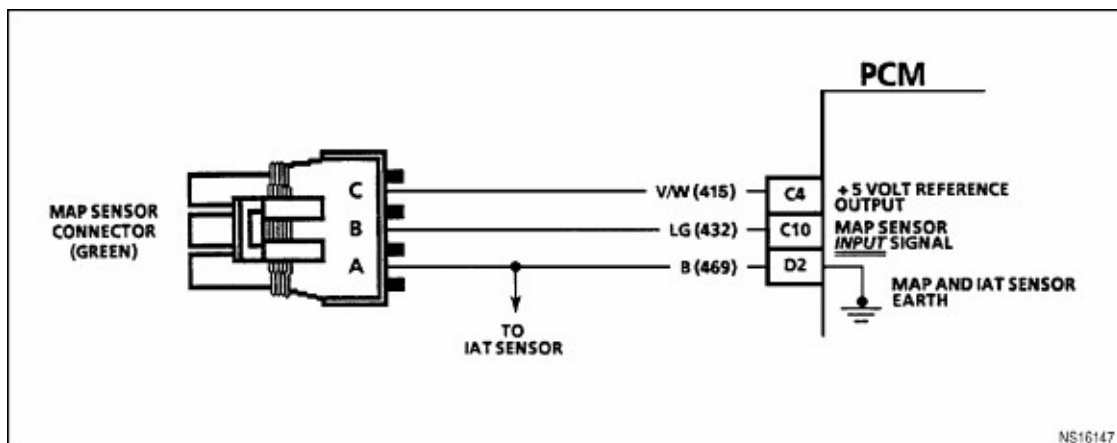 PCM
MAP SENSOR
CONNECTOR
(GREEN)
C
B
A
V/W (415)
LG (432)
B (469)
C4
C10
D2
+ 5 VOLT REFERENCE
OUTPUT
MAP SENSOR
INPUT SIGNAL
MAP AND IAT SENSOR
EARTH
TO
IAT SENSOR
NS16147